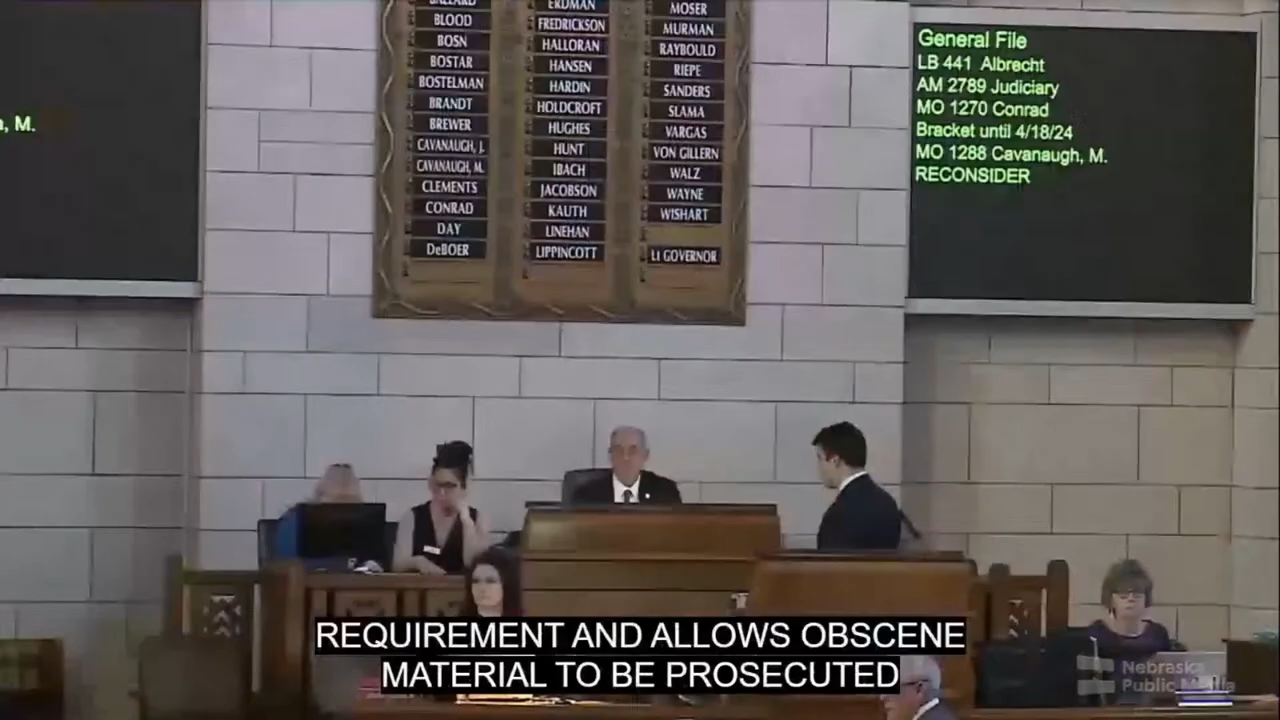 a, M.
BALLARD
BLOOD
BOSN
BOSTAR
BOSTELMAN
BRANDT
BREWER
CAVANAUGH, J.
CAVANAUGH, M.
CLEMENTS
CONRAD
DAY
DeBOER
ERDMAN
FREDRICKSON
HALLORAN
HANSEN
HARDIN
HOLDCROFT
HUGHES
HUNT
IBACH
JACOBSON
KAUTH
LINEHAN
LIPPINCOTT
MOSER
MURMAN
RAYBOULD
RIEPE
SANDERS
SLAMA
VARGAS
VON GILLERN
WALZ
WAYNE
WISHART
LT GOVERNOR
General File
LB 441 Albrecht
AM 2789 Judiciary
MO 1270 Conrad
Bracket until 4/18/24
MO 1288 Cavanaugh, M.
RECONSIDER
REQUIREMENT AND ALLOWS OBSCENE
MATERIAL TO BE PROSECUTED
Nebraska
Public Media